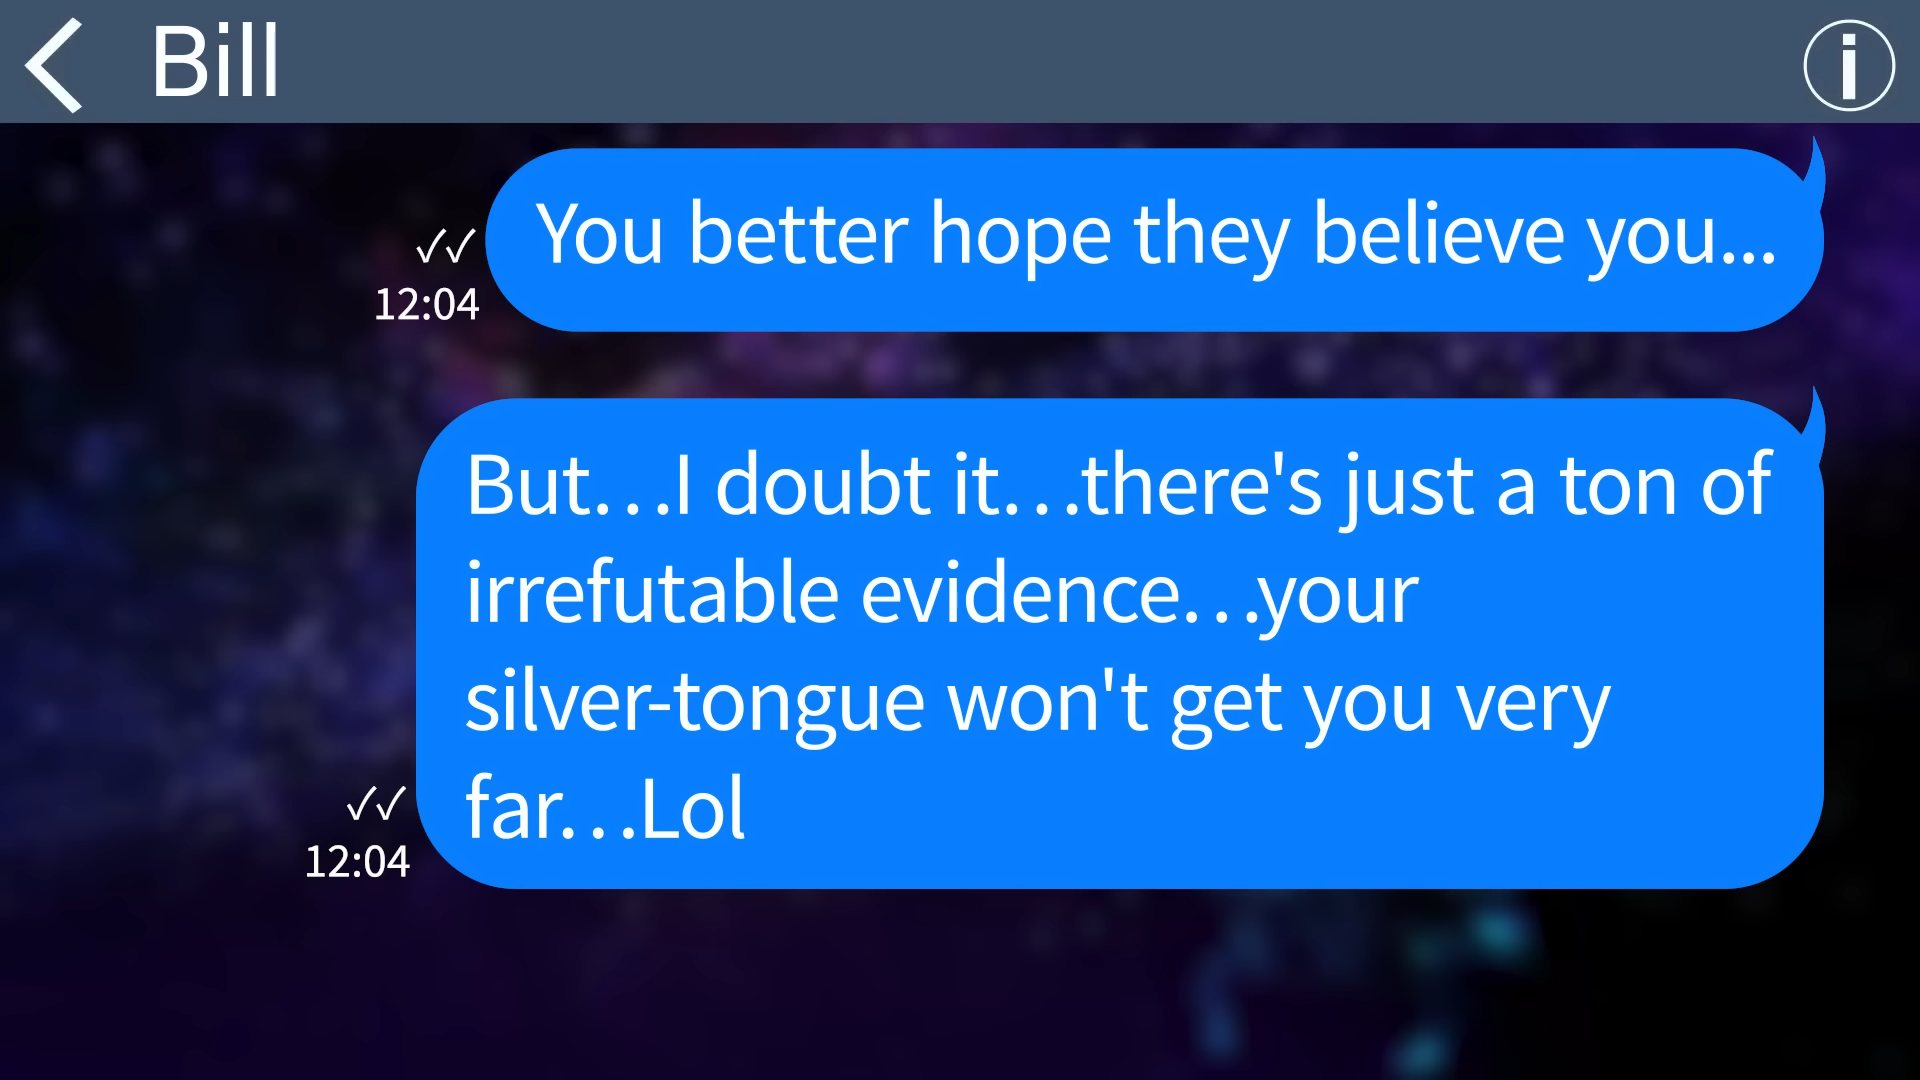 Bill
You better hope they believe you...
✓✓
12:04
But…I doubt it…there's just a ton of
irrefutable evidence…your
silver-tongue won't get you very
far…Lol
✓✓
12:04